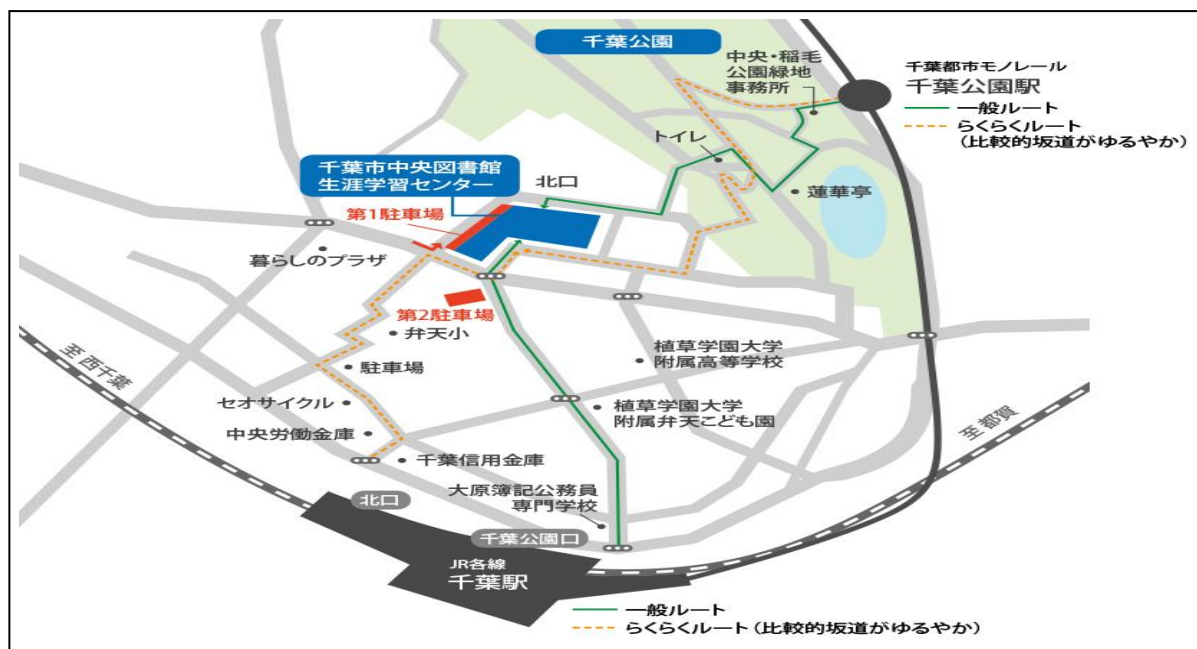 千葉公園
中央・稲毛
公園緑地
事務所
千葉都市モノレール
千葉公園駅
一般ルート
らくらくルート
(比較的坂道がゆるやか)
トイレ
千葉市中央図書館
生涯学習センター
北口
蓮華亭
第1駐車場
暮らしのプラザ
第2駐車場
弁天小
植草学園大学
附属高等学校
至 西千葉
駐車場
セオサイクル
植草学園大学
附属弁天こども園
至 都賀
中央労働金庫
千葉信用金庫
大原簿記公務員
専門学校
北口
千葉公園口
JR各線
千葉駅
一般ルート
らくらくルート(比較的坂道がゆるやか)